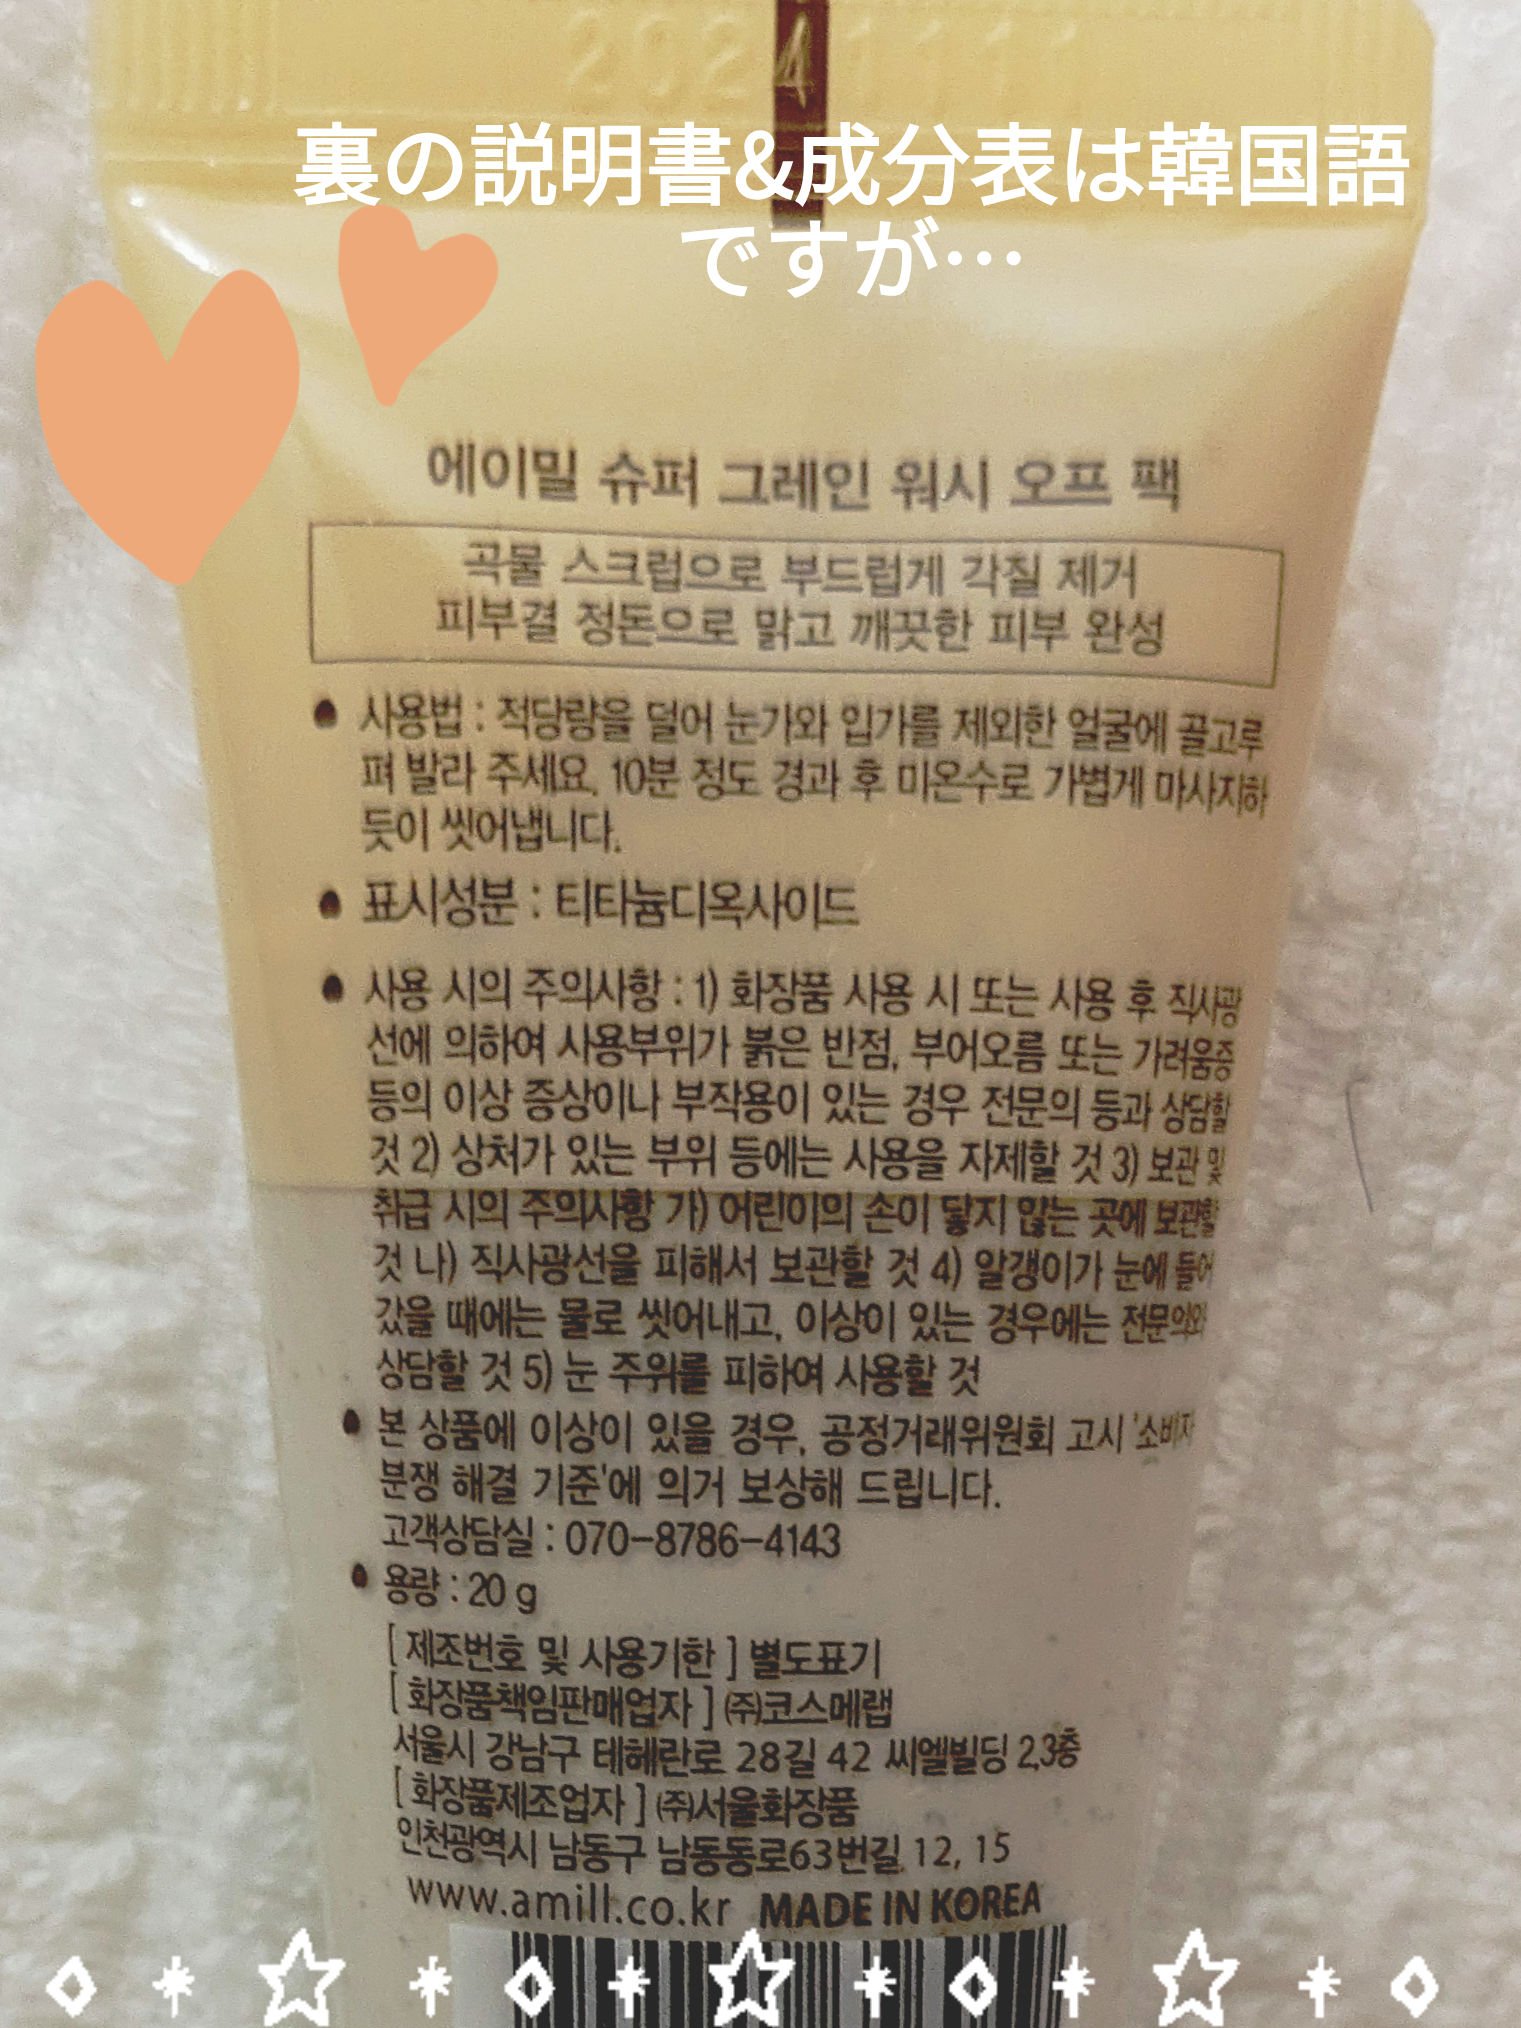 20241111
裏の説明書&成分表は韓国語
ですが…
에이밀 슈퍼 그레인 워시 오프 팩
곡물 스크럽으로 부드럽게 각질 제거
피부결 정돈으로 맑고 깨끗한 피부 완성
사용법 : 적당량을 덜어 눈가와 입가를 제외한 얼굴에 골고루
펴 발라 주세요. 10분 정도 경과 후 미온수로 가볍게 마사지하
듯이 씻어냅니다.
표시성분 : 티타늄디옥사이드
사용 시의 주의사항 : 1) 화장품 사용 시 또는 사용 후 직사광
선에 의하여 사용부위가 붉은 반점, 부어오름 또는 가려움증
등의 이상 증상이나 부작용이 있는 경우 전문의 등과 상담할
것 2) 상처가 있는 부위 등에는 사용을 자제할 것 3) 보관 및
취급 시의 주의사항 가) 어린이의 손이 닿지 않는 곳에 보관할
것 나) 직사광선을 피해서 보관할 것 4) 알갱이가 눈에 들어
갔을 때에는 물로 씻어내고, 이상이 있는 경우에는 전문의와
상담할 것 5) 눈 주위를 피하여 사용할 것
본 상품에 이상이 있을 경우, 공정거래위원회 고시 '소비자
분쟁 해결 기준'에 의거 보상해 드립니다.
고객상담실 : 070-8786-4143
용량 : 20 g
[ 제조번호 및 사용기한 ] 별도표기
[ 화장품책임판매업자 ] ㈜코스메랩
서울시 강남구 테헤란로 28길 42 씨엘빌딩 2,3층
[ 화장품제조업자 ] ㈜서울화장품
인천광역시 남동구 남동동로63번길 12, 15
www.amill.co.kr MADE IN KOREA